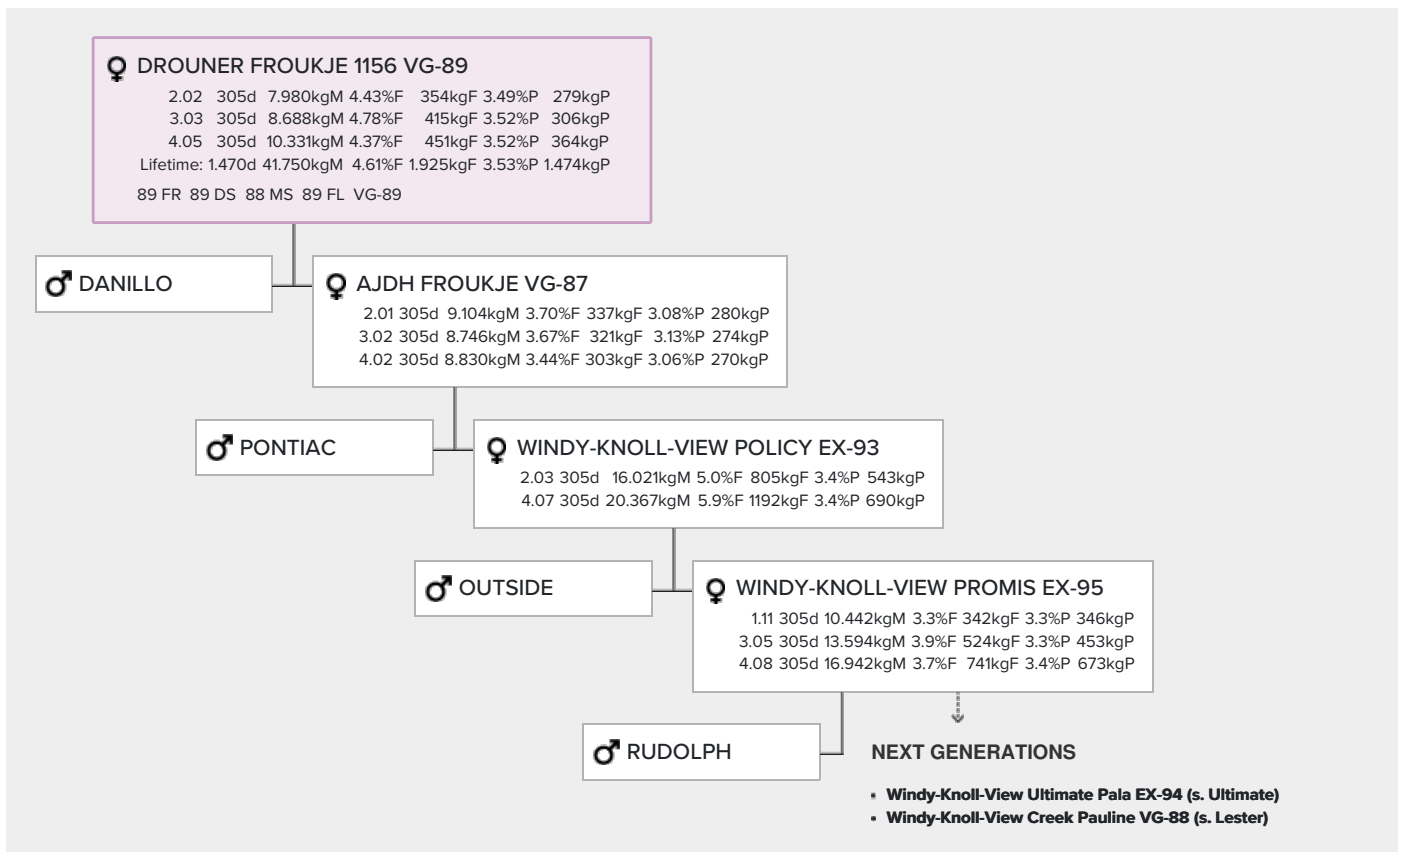 DROUNER FROUKJE 1156 VG-89
2.02 305d 7.980kgM 4.43%F 354kgF 3.49%P 279kgP
3.03 305d 8.688kgM 4.78%F 415kgF 3.52%P 306kgP
4.05 305d 10.331kgM 4.37%F 451kgF 3.52%P 364kgP
Lifetime: 1.470d 41.750kgM 4.61%F 1.925kgF 3.53%P 1.474kgP
89 FR 89 DS 88 MS 89 FL VG-89
DANILLO
AJDH FROUKJE VG-87
2.01 305d 9.104kgM 3.70%F 337kgF 3.08%P 280kgP
3.02 305d 8.746kgM 3.67%F 321kgF 3.13%P 274kgP
4.02 305d 8.830kgM 3.44%F 303kgF 3.06%P 270kgP
PONTIAC
WINDY-KNOLL-VIEW POLICY EX-93
2.03 305d 16.021kgM 5.0%F 805kgF 3.4%P 543kgP
4.07 305d 20.367kgM 5.9%F 1192kgF 3.4%P 690kgP
OUTSIDE
WINDY-KNOLL-VIEW PROMIS EX-95
1.11 305d 10.442kgM 3.3%F 342kgF 3.3%P 346kgP
3.05 305d 13.594kgM 3.9%F 524kgF 3.3%P 453kgP
4.08 305d 16.942kgM 3.7%F 741kgF 3.4%P 673kgP
RUDOLPH
NEXT GENERATIONS
▪ Windy-Knoll-View Ultimate Pala EX-94 (s. Ultimate)
▪ Windy-Knoll-View Creek Pauline VG-88 (s. Lester)